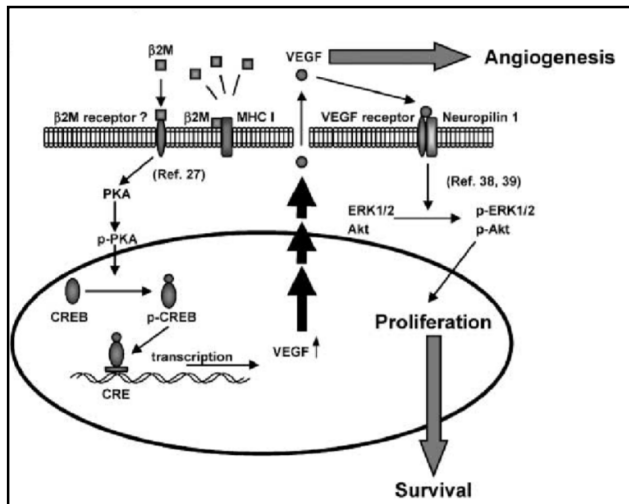 β2M
VEGF
Angiogenesis
β2M receptor ?
β2M
MHC I
VEGF receptor
Neuropilin 1
(Ref. 27)
(Ref. 38, 39)
PKA
p-PKA
ERK1/2
Akt
p-ERK1/2
p-Akt
CREB
p-CREB
Proliferation
transcription
VEGF
CRE
Survival